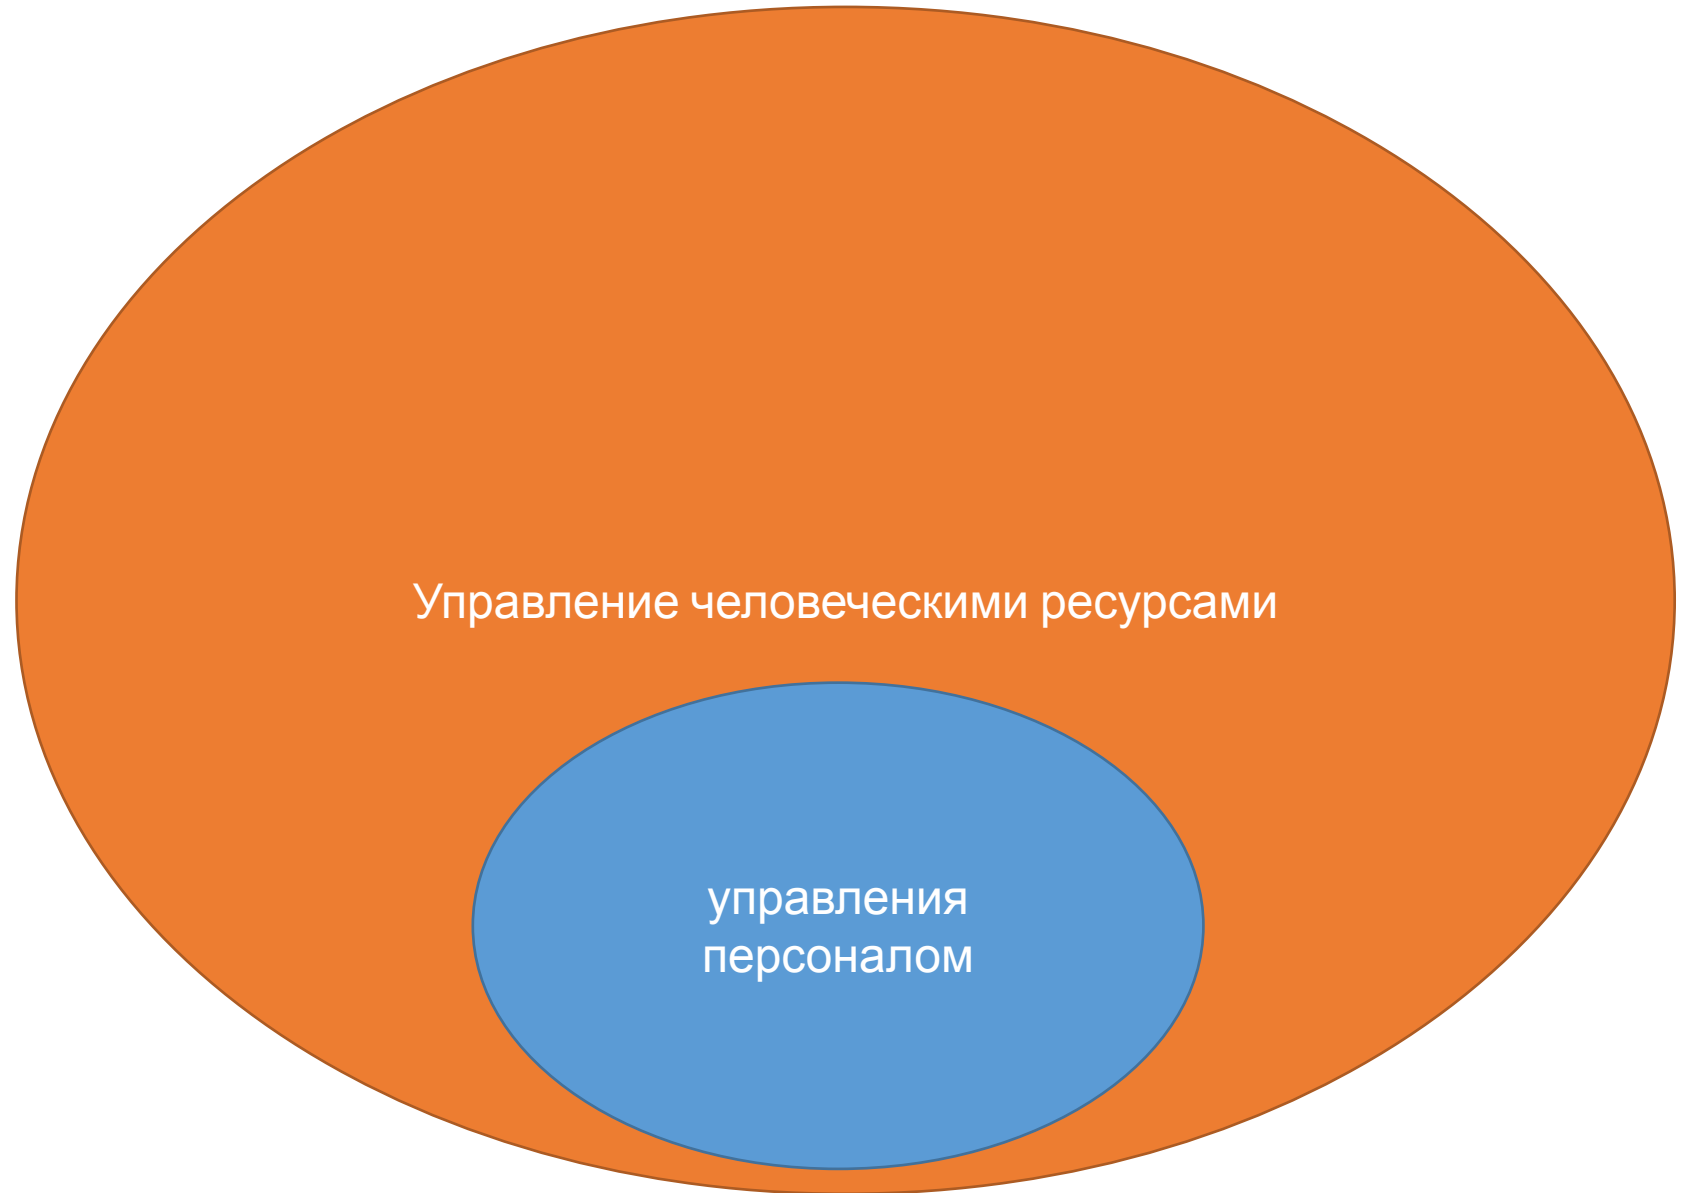 Управление человеческими ресурсами
управления
персоналом